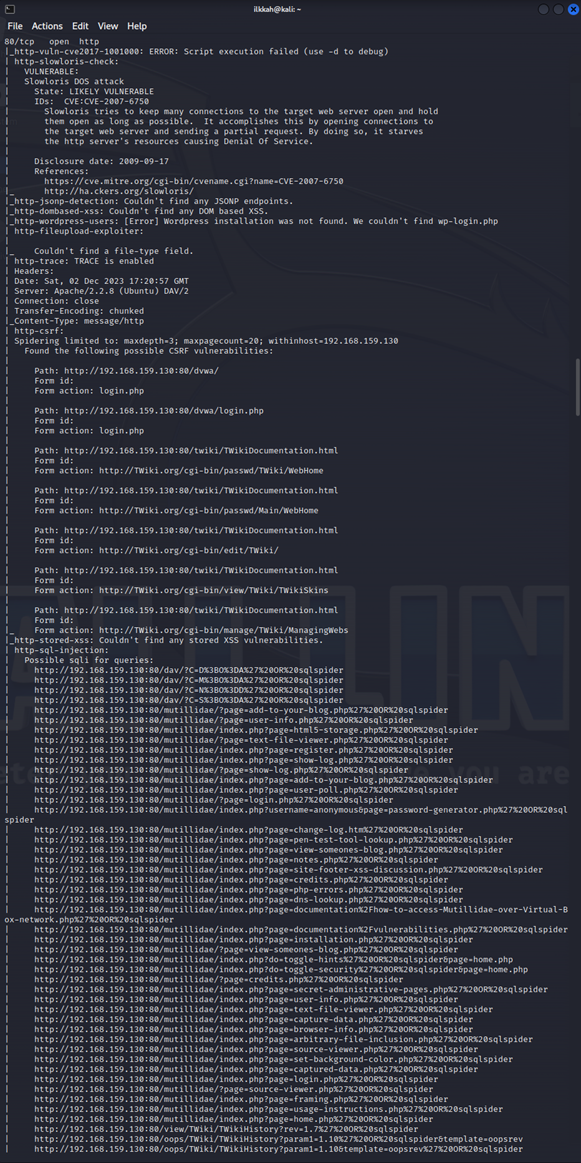 ilkkah@kali: ~
File Actions Edit View Help
80/tcp open http
|_http-vuln-cve2017-1001000: ERROR: Script execution failed (use -d to debug)
| http-slowloris-check:
|   VULNERABLE:
|   Slowloris DOS attack
|     State: LIKELY VULNERABLE
|     IDs:  CVE:CVE-2007-6750
|       Slowloris tries to keep many connections to the target web server open and hold
|       them open as long as possible.  It accomplishes this by opening connections to
|       the target web server and sending a partial request. By doing so, it starves
|       the http server's resources causing Denial Of Service.
|
|     Disclosure date: 2009-09-17
|     References:
|       https://cve.mitre.org/cgi-bin/cvename.cgi?name=CVE-2007-6750
|_      http://ha.ckers.org/slowloris/
|_http-jsonp-detection: Couldn't find any JSONP endpoints.
|_http-dombased-xss: Couldn't find any DOM based XSS.
|_http-wordpress-users: [Error] Wordpress installation was not found. We couldn't find wp-login.php
| http-fileupload-exploiter:
|
|_    Couldn't find a file-type field.
| http-trace: TRACE is enabled
| Headers:
| Date: Sat, 02 Dec 2023 17:20:57 GMT
| Server: Apache/2.2.8 (Ubuntu) DAV/2
| Connection: close
| Transfer-Encoding: chunked
|_Content-Type: message/http
| http-csrf:
| Spidering limited to: maxdepth=3; maxpagecount=20; withinhost=192.168.159.130
|   Found the following possible CSRF vulnerabilities:
|
|     Path: http://192.168.159.130:80/dvwa/
|     Form id:
|     Form action: login.php
|
|     Path: http://192.168.159.130:80/dvwa/login.php
|     Form id:
|     Form action: login.php
|
|     Path: http://192.168.159.130:80/twiki/TWikiDocumentation.html
|     Form id:
|     Form action: http://TWiki.org/cgi-bin/passwd/TWiki/WebHome
|
|     Path: http://192.168.159.130:80/twiki/TWikiDocumentation.html
|     Form id:
|     Form action: http://TWiki.org/cgi-bin/passwd/Main/WebHome
|
|     Path: http://192.168.159.130:80/twiki/TWikiDocumentation.html
|     Form id:
|     Form action: http://TWiki.org/cgi-bin/edit/TWiki/
|
|     Path: http://192.168.159.130:80/twiki/TWikiDocumentation.html
|     Form id:
|     Form action: http://TWiki.org/cgi-bin/view/TWiki/TWikiSkins
|
|     Path: http://192.168.159.130:80/twiki/TWikiDocumentation.html
|     Form id:
|_    Form action: http://TWiki.org/cgi-bin/manage/TWiki/ManagingWebs
|_http-stored-xss: Couldn't find any stored XSS vulnerabilities.
| http-sql-injection:
|   Possible sqli for queries:
|     http://192.168.159.130:80/dav/?C=D%3BO%3DA%27%20OR%20sqlspider
|     http://192.168.159.130:80/dav/?C=M%3BO%3DA%27%20OR%20sqlspider
|     http://192.168.159.130:80/dav/?C=N%3BO%3DD%27%20OR%20sqlspider
|     http://192.168.159.130:80/dav/?C=S%3BO%3DA%27%20OR%20sqlspider
|     http://192.168.159.130:80/mutillidae/?page=add-to-your-blog.php%27%20OR%20sqlspider
|     http://192.168.159.130:80/mutillidae/?page=user-info.php%27%20OR%20sqlspider
|     http://192.168.159.130:80/mutillidae/index.php?page=html5-storage.php%27%20OR%20sqlspider
|     http://192.168.159.130:80/mutillidae/?page=text-file-viewer.php%27%20OR%20sqlspider
|     http://192.168.159.130:80/mutillidae/index.php?page=register.php%27%20OR%20sqlspider
|     http://192.168.159.130:80/mutillidae/index.php?page=show-log.php%27%20OR%20sqlspider
|     http://192.168.159.130:80/mutillidae/?page=show-log.php%27%20OR%20sqlspider
|     http://192.168.159.130:80/mutillidae/index.php?page=add-to-your-blog.php%27%20OR%20sqlspider
|     http://192.168.159.130:80/mutillidae/index.php?page=user-poll.php%27%20OR%20sqlspider
|     http://192.168.159.130:80/mutillidae/?page=login.php%27%20OR%20sqlspider
|     http://192.168.159.130:80/mutillidae/index.php?username=anonymous&page=password-generator.php%27%20OR%20sql
spider
|     http://192.168.159.130:80/mutillidae/index.php?page=change-log.htm%27%20OR%20sqlspider
|     http://192.168.159.130:80/mutillidae/index.php?page=pen-test-tool-lookup.php%27%20OR%20sqlspider
|     http://192.168.159.130:80/mutillidae/index.php?page=view-someones-blog.php%27%20OR%20sqlspider
|     http://192.168.159.130:80/mutillidae/index.php?page=notes.php%27%20OR%20sqlspider
|     http://192.168.159.130:80/mutillidae/index.php?page=site-footer-xss-discussion.php%27%20OR%20sqlspider
|     http://192.168.159.130:80/mutillidae/index.php?page=credits.php%27%20OR%20sqlspider
|     http://192.168.159.130:80/mutillidae/index.php?page=php-errors.php%27%20OR%20sqlspider
|     http://192.168.159.130:80/mutillidae/index.php?page=dns-lookup.php%27%20OR%20sqlspider
|     http://192.168.159.130:80/mutillidae/index.php?page=documentation%2Fhow-to-access-Mutillidae-over-Virtual-B
ox-network.php%27%20OR%20sqlspider
|     http://192.168.159.130:80/mutillidae/index.php?page=documentation%2Fvulnerabilities.php%27%20OR%20sqlspider
|     http://192.168.159.130:80/mutillidae/index.php?page=installation.php%27%20OR%20sqlspider
|     http://192.168.159.130:80/mutillidae/?page=view-someones-blog.php%27%20OR%20sqlspider
|     http://192.168.159.130:80/mutillidae/index.php?do=toggle-hints%27%20OR%20sqlspider&page=home.php
|     http://192.168.159.130:80/mutillidae/index.php?do=toggle-security%27%20OR%20sqlspider&page=home.php
|     http://192.168.159.130:80/mutillidae/?page=credits.php%27%20OR%20sqlspider
|     http://192.168.159.130:80/mutillidae/index.php?page=secret-administrative-pages.php%27%20OR%20sqlspider
|     http://192.168.159.130:80/mutillidae/index.php?page=user-info.php%27%20OR%20sqlspider
|     http://192.168.159.130:80/mutillidae/index.php?page=text-file-viewer.php%27%20OR%20sqlspider
|     http://192.168.159.130:80/mutillidae/index.php?page=capture-data.php%27%20OR%20sqlspider
|     http://192.168.159.130:80/mutillidae/index.php?page=browser-info.php%27%20OR%20sqlspider
|     http://192.168.159.130:80/mutillidae/index.php?page=arbitrary-file-inclusion.php%27%20OR%20sqlspider
|     http://192.168.159.130:80/mutillidae/index.php?page=source-viewer.php%27%20OR%20sqlspider
|     http://192.168.159.130:80/mutillidae/index.php?page=set-background-color.php%27%20OR%20sqlspider
|     http://192.168.159.130:80/mutillidae/index.php?page=captured-data.php%27%20OR%20sqlspider
|     http://192.168.159.130:80/mutillidae/index.php?page=login.php%27%20OR%20sqlspider
|     http://192.168.159.130:80/mutillidae/?page=source-viewer.php%27%20OR%20sqlspider
|     http://192.168.159.130:80/mutillidae/index.php?page=framing.php%27%20OR%20sqlspider
|     http://192.168.159.130:80/mutillidae/index.php?page=usage-instructions.php%27%20OR%20sqlspider
|     http://192.168.159.130:80/mutillidae/index.php?page=home.php%27%20OR%20sqlspider
|     http://192.168.159.130:80/view/TWiki/TWikiHistory?rev=1.7%27%20OR%20sqlspider
|     http://192.168.159.130:80/oops/TWiki/TWikiHistory?param1=1.10%27%20OR%20sqlspider&template=oopsrev
|     http://192.168.159.130:80/oops/TWiki/TWikiHistory?param1=1.10&template=oopsrev%27%20OR%20sqlspider